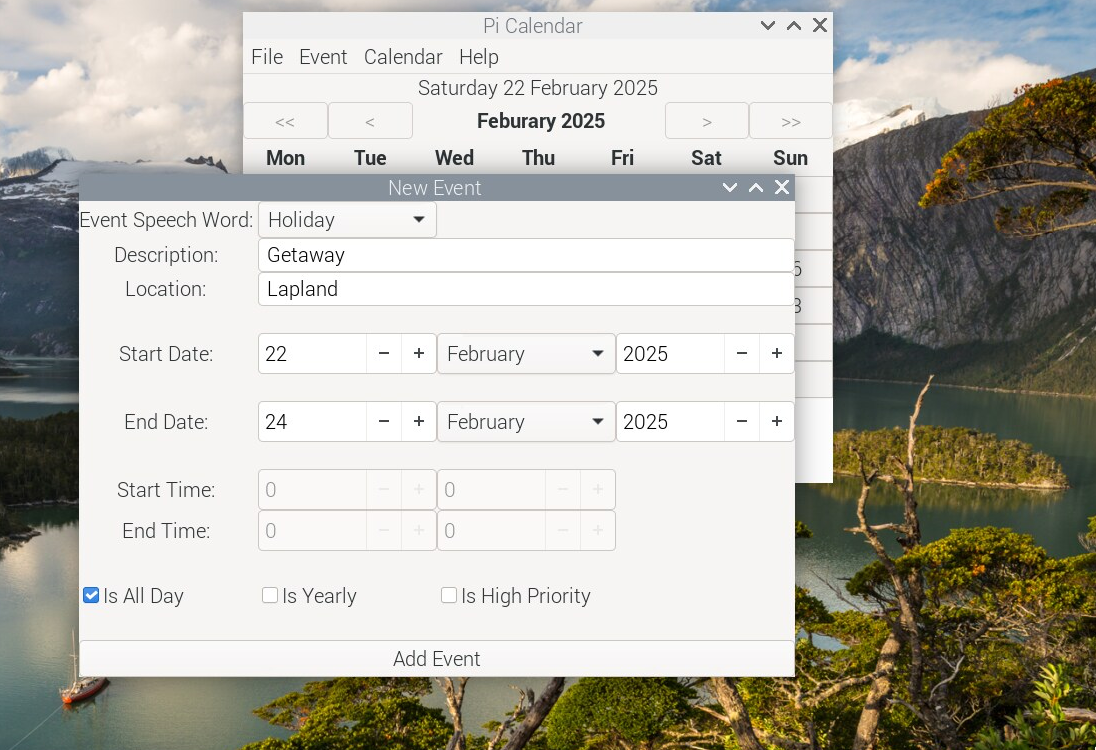 Pi Calendar
File Event Calendar Help
Saturday 22 February 2025
<< < Feburary 2025 > >>
Mon Tue Wed Thu Fri Sat Sun
New Event
Event Speech Word: Holiday
Description: Getaway
Location: Lapland
Start Date: 22 − + February 2025 − +
End Date: 24 − + February 2025 − +
Start Time: 0 − + 0 − +
End Time: 0 − + 0 − +
Is All Day Is Yearly Is High Priority
Add Event